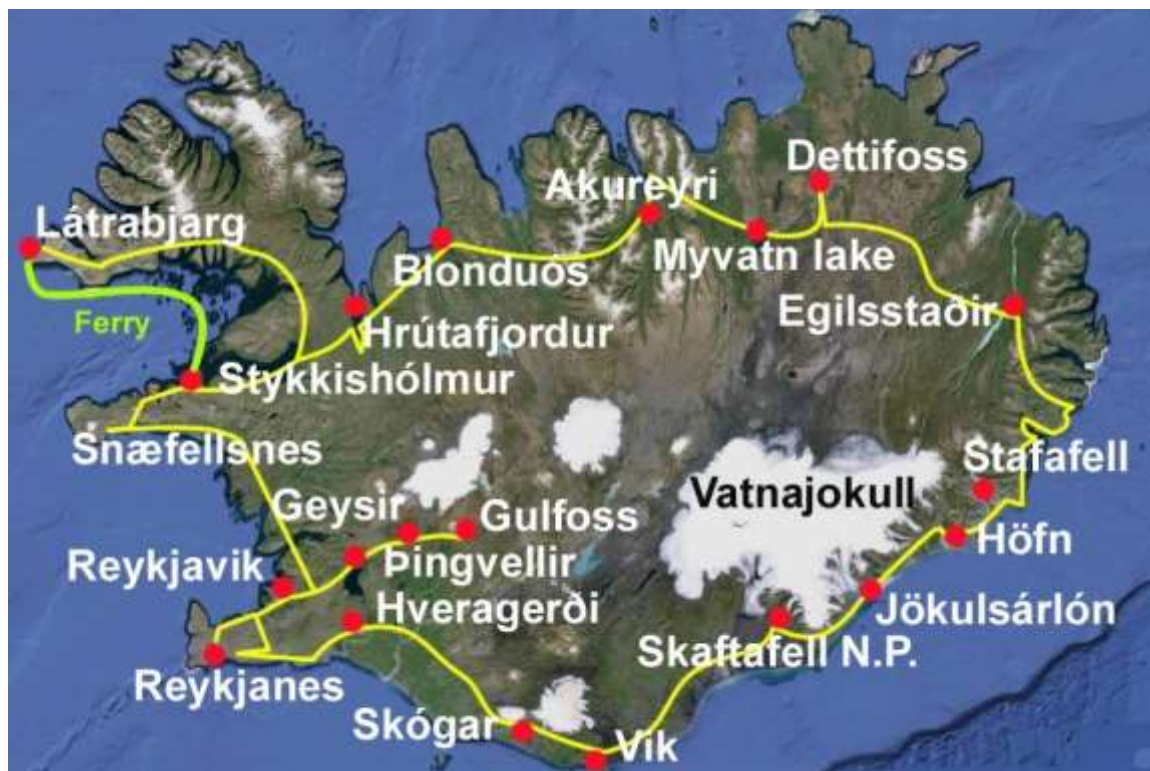 Dettifoss
Akureyri
Látrabjarg
Myvatn lake
Blonduós
Egilsstaðir
Ferry
Hrútafjordur
Stykkishólmur
Snæfellsnes
Stafafell
Vatnajokull
Geysir
Gulfoss
Höfn
Reykjavik
Þingvellir
Hveragerði
Jökulsárlón
Skaftafell N.P.
Reykjanes
Skógar
Vik